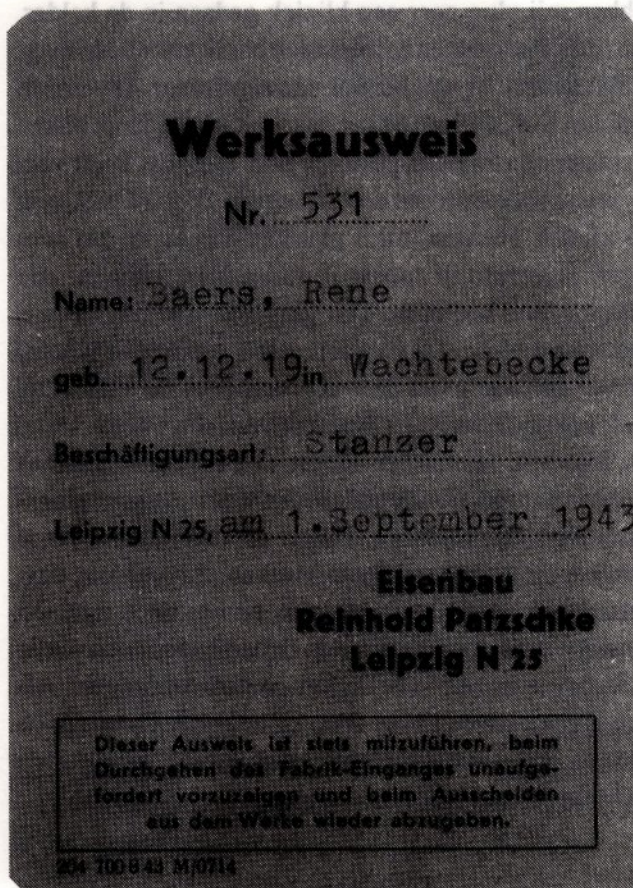 Werksausweis
Nr. 531
Name: Baers, Rene
geb. 12.12.19 in Wachtebecke
Beschäftigungsart: Stanzer
Leipzig N 25, am 1.September 1943
Eisenbau
Reinhold Patzschke
Leipzig N 25
Dieser Ausweis ist stets mitzuführen, beim
Durchgehen des Fabrik-Einganges unaufge-
fordert vorzuzeigen und beim Ausscheiden
aus dem Werke wieder abzugeben.
204 700 8 43 M/0714